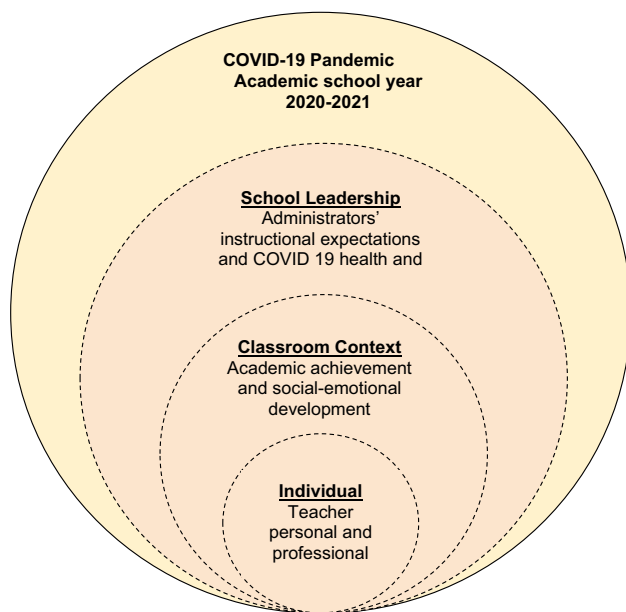 COVID-19 Pandemic
Academic school year
2020-2021
School Leadership
Administrators'
instructional expectations
and COVID 19 health and
Classroom Context
Academic achievement
and social-emotional
development
Individual
Teacher
personal and
professional